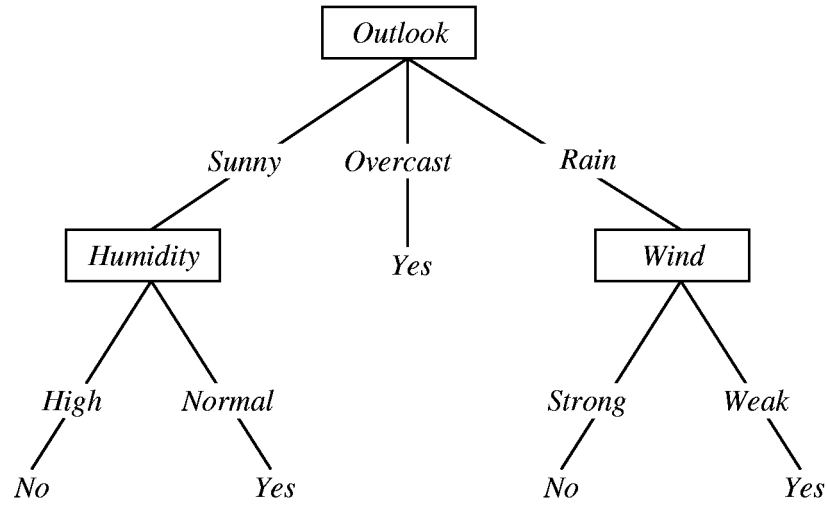 Outlook
Sunny Overcast Rain
Humidity Yes Wind
High Normal Strong Weak
No Yes No Yes